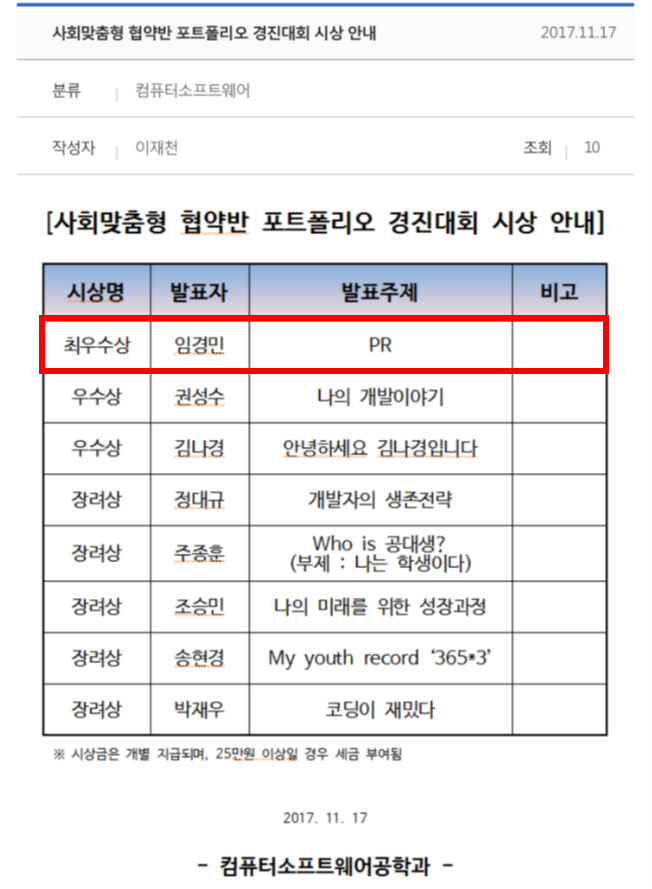 사회맞춤형 협약반 포트폴리오 경진대회 시상 안내 2017.11.17
분류 | 컴퓨터소프트웨어
작성자 | 이재천 조회 | 10
[사회맞춤형 협약반 포트폴리오 경진대회 시상 안내]
시상명 발표자 발표주제 비고
최우수상 임경민 PR
우수상 권성수 나의 개발이야기
우수상 김나경 안녕하세요 김나경입니다
장려상 정대규 개발자의 생존전략
장려상 주종훈 Who is 공대생?
(부제 : 나는 학생이다)
장려상 조승민 나의 미래를 위한 성장과정
장려상 송현경 My youth record ‘365*3’
장려상 박재우 코딩이 재밌다
※ 시상금은 개별 지급되며, 25만원 이상일 경우 세금 부여됨
2017. 11. 17
- 컴퓨터소프트웨어공학과 -